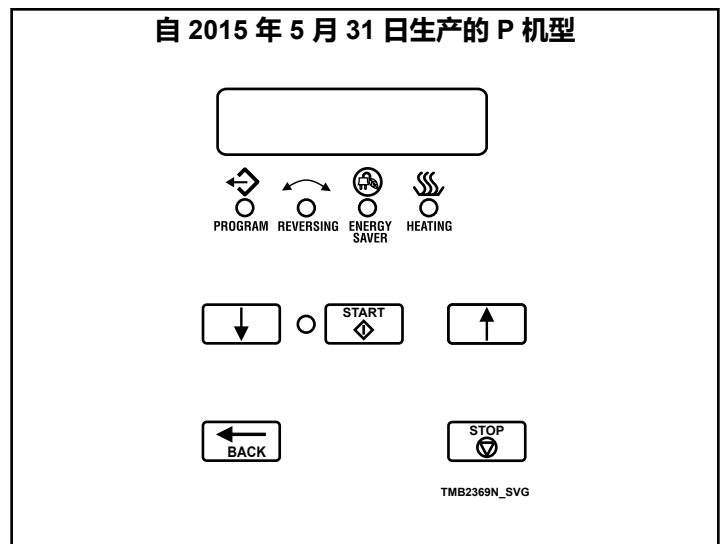 自 2015 年 5 月 31 日生产的 P 机型
PROGRAM REVERSING ENERGY SAVER HEATING
START
BACK
STOP
TMB2369N_SVG